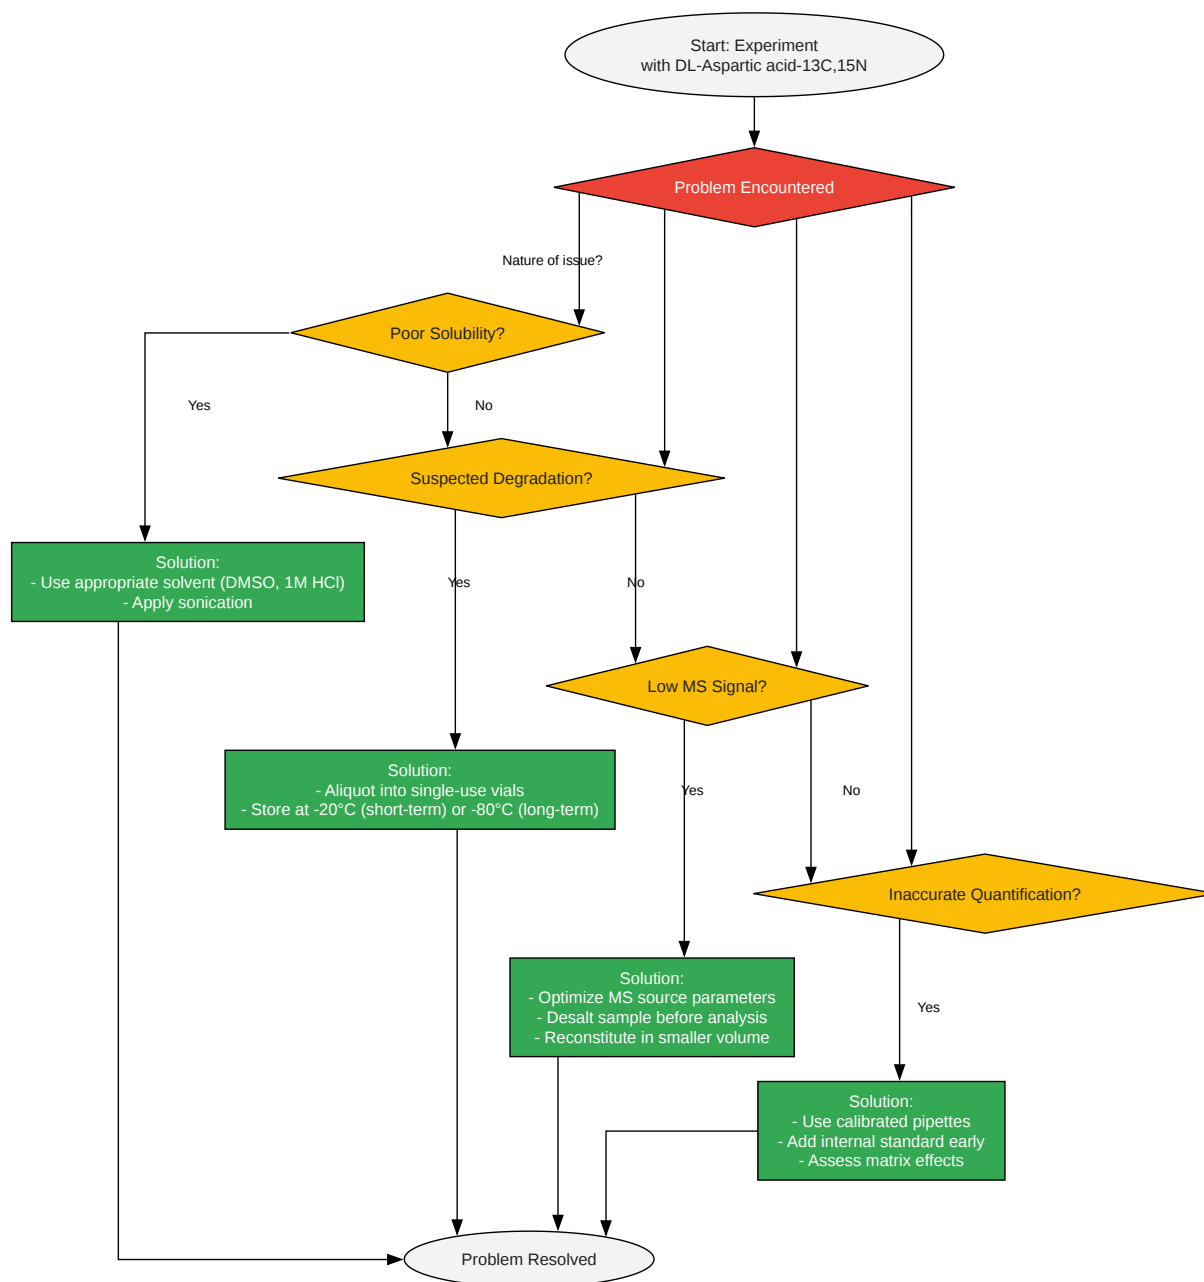 Start: Experiment
with DL-Aspartic acid-13C,15N
Problem Encountered
Nature of issue?
Poor Solubility?
Yes
No
Suspected Degradation?
Solution:
- Use appropriate solvent (DMSO, 1M HCl)
- Apply sonication
Yes
No
Low MS Signal?
Solution:
- Aliquot into single-use vials
- Store at -20°C (short-term) or -80°C (long-term)
Yes
No
Inaccurate Quantification?
Solution:
- Optimize MS source parameters
- Desalt sample before analysis
- Reconstitute in smaller volume
Yes
Solution:
- Use calibrated pipettes
- Add internal standard early
- Assess matrix effects
Problem Resolved